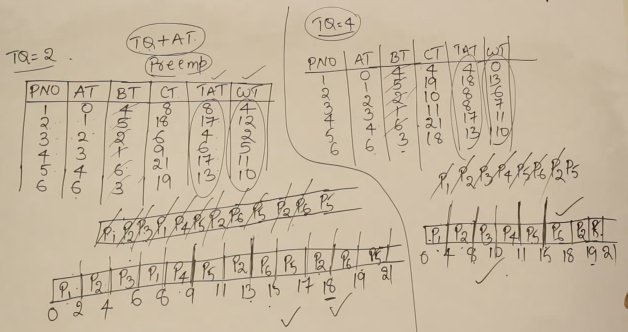 TQ+AT.
TQ=2
Preemp
PNO AT BT CT TAT WT
1 0 4 8 8 4
2 1 5 18 17 12
3 2 2 6 4 2
4 3 1 9 6 5
5 4 6 21 17 11
6 6 3 19 13 10
P1 P2 P3 P1 P4 P5 P2 P6 P5 P2 P6 P5
P1 P2 P3 P1 P4 P5 P2 P6 P5 P2 P6 P5
0 2 4 6 8 9 11 13 15 17 18 19 21
TQ=4
PNO AT BT CT TAT WT
1 0 4 4 4 0
2 1 5 19 18 13
3 2 2 10 8 6
4 3 1 11 8 7
5 4 6 21 17 11
6 6 3 18 13 10
P1 P2 P3 P4 P5 P6 P2 P5
P1 P2 P3 P4 P5 P6 P2 P5
0 4 8 10 11 15 18 19 21